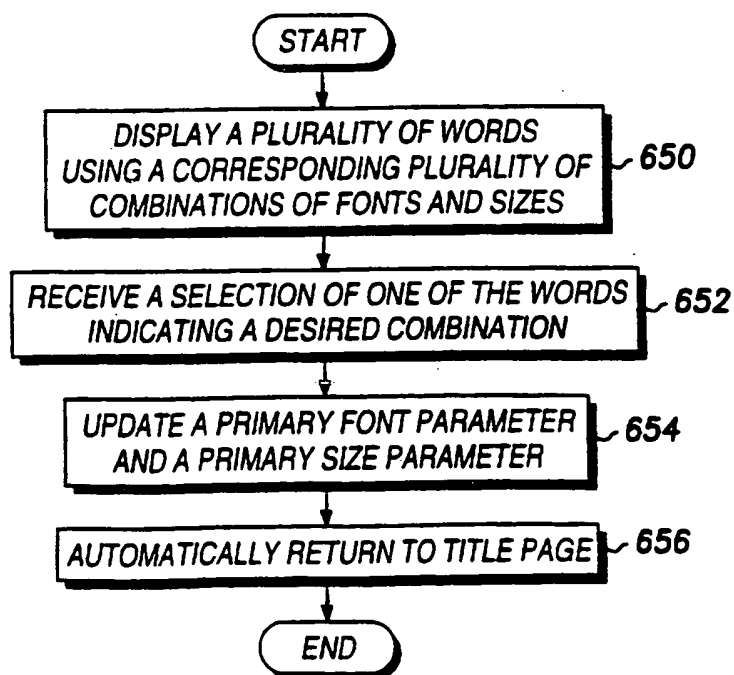 START
DISPLAY A PLURALITY OF WORDS
USING A CORRESPONDING PLURALITY OF
COMBINATIONS OF FONTS AND SIZES
650
RECEIVE A SELECTION OF ONE OF THE WORDS
INDICATING A DESIRED COMBINATION
652
UPDATE A PRIMARY FONT PARAMETER
AND A PRIMARY SIZE PARAMETER
654
AUTOMATICALLY RETURN TO TITLE PAGE
656
END